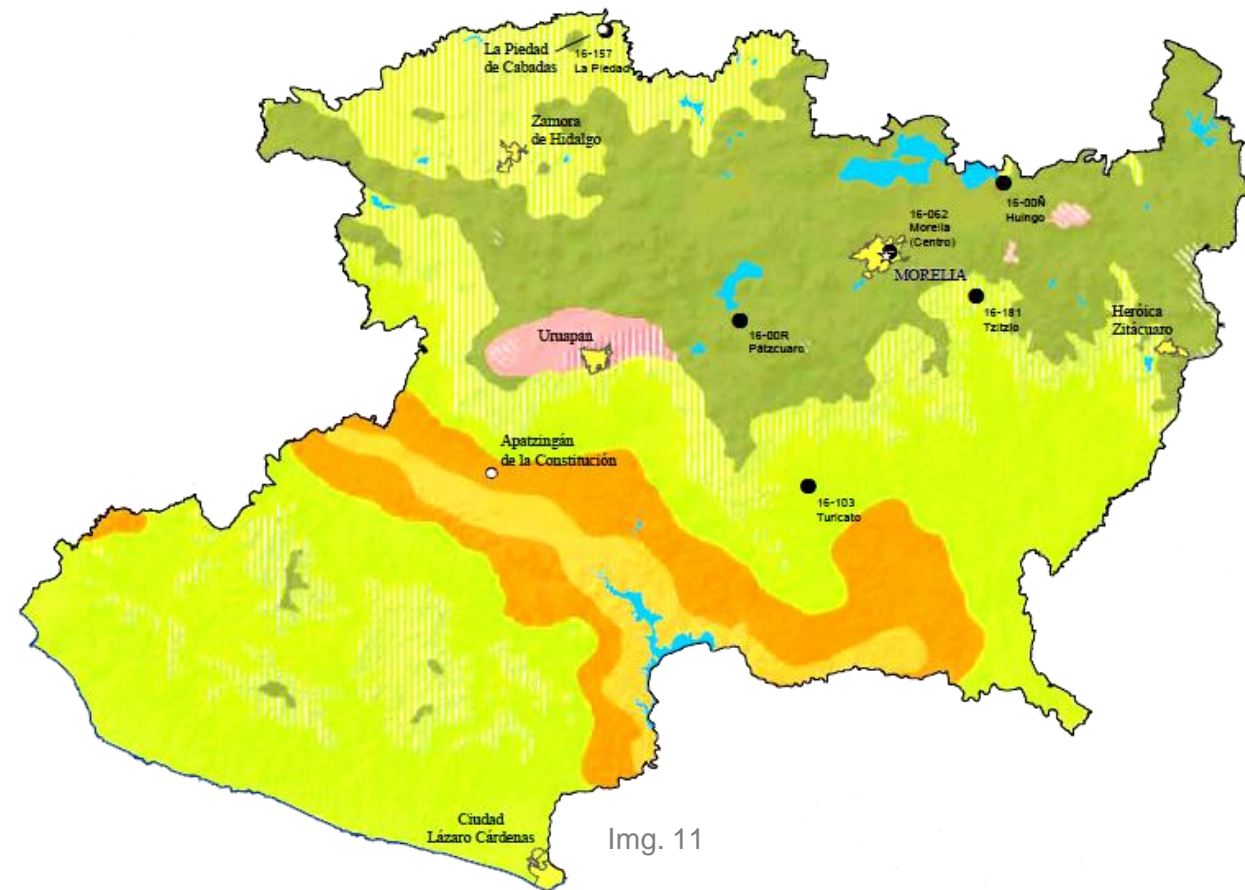 La Piedad
de Cabadas
16-157
La Piedad
Zamora
de Hidalgo
16-00Ñ
Huingo
16-062
Morelia
(Centro)
MORELIA
16-181
Tzitzio
Heróica
Zitácuaro
Uruapan
16-00R
Pátzcuaro
Apatzingán
de la Constitución
16-103
Turicato
Ciudad
Lázaro Cárdenas
Img. 11